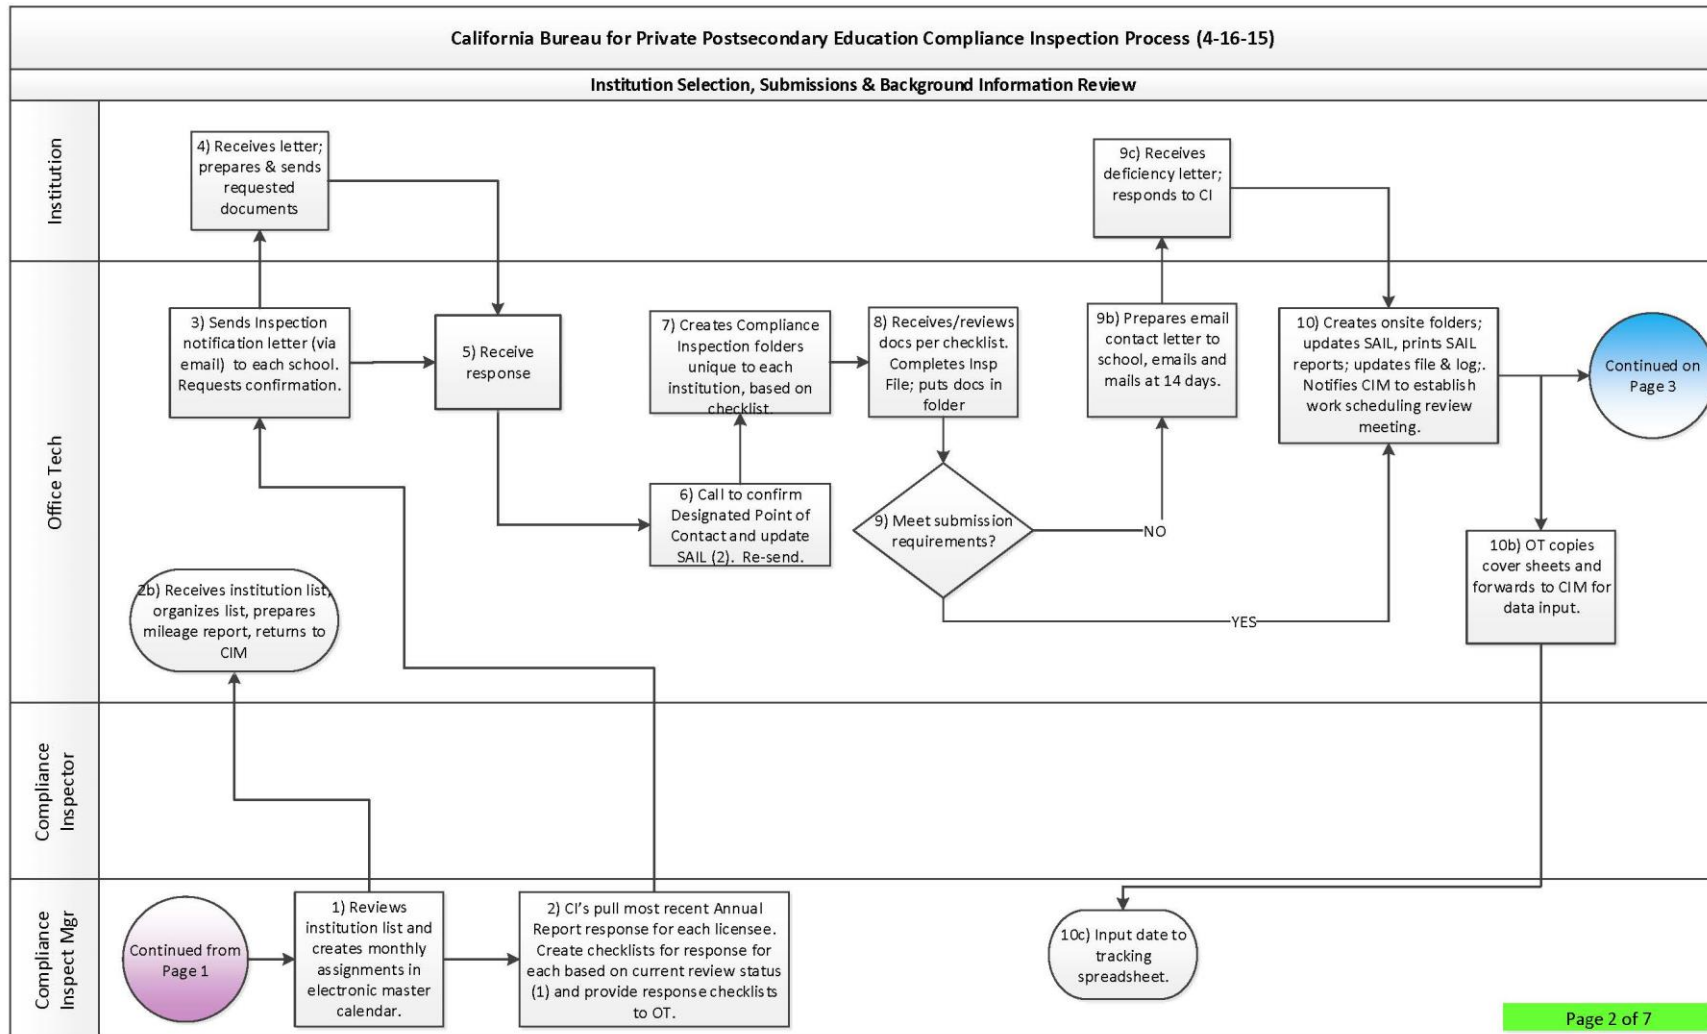 California Bureau for Private Postsecondary Education Compliance Inspection Process (4-16-15)
Institution Selection, Submissions & Background Information Review
Institution
4) Receives letter;
prepares & sends
requested
documents
9c) Receives
deficiency letter;
responds to CI
Office Tech
3) Sends Inspection
notification letter (via
email) to each school.
Requests confirmation.
5) Receive
response
7) Creates Compliance
Inspection folders
unique to each
institution, based on
checklist.
8) Receives/reviews
docs per checklist.
Completes Insp
File; puts docs in
folder
9b) Prepares email
contact letter to
school, emails and
mails at 14 days.
10) Creates onsite folders;
updates SAIL, prints SAIL
reports; updates file & log;.
Notifies CIM to establish
work scheduling review
meeting.
Continued on
Page 3
6) Call to confirm
Designated Point of
Contact and update
SAIL (2). Re-send.
9) Meet submission
requirements?
NO
YES
10b) OT copies
cover sheets and
forwards to CIM for
data input.
2b) Receives institution list,
organizes list, prepares
mileage report, returns to
CIM
Compliance
Inspector
Compliance
Inspect Mgr
Continued from
Page 1
1) Reviews
institution list and
creates monthly
assignments in
electronic master
calendar.
2) CI's pull most recent Annual
Report response for each licensee.
Create checklists for response for
each based on current review status
(1) and provide response checklists
to OT.
10c) Input date to
tracking
spreadsheet.
Page 2 of 7